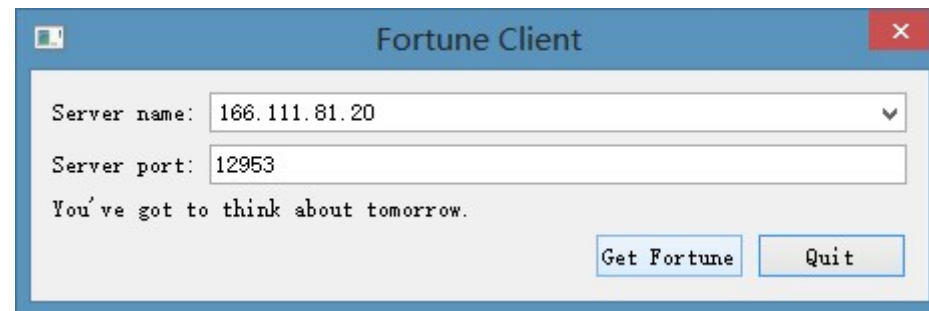 Fortune Client
Server name: 166.111.81.20
Server port: 12953
You've got to think about tomorrow.
Get Fortune Quit